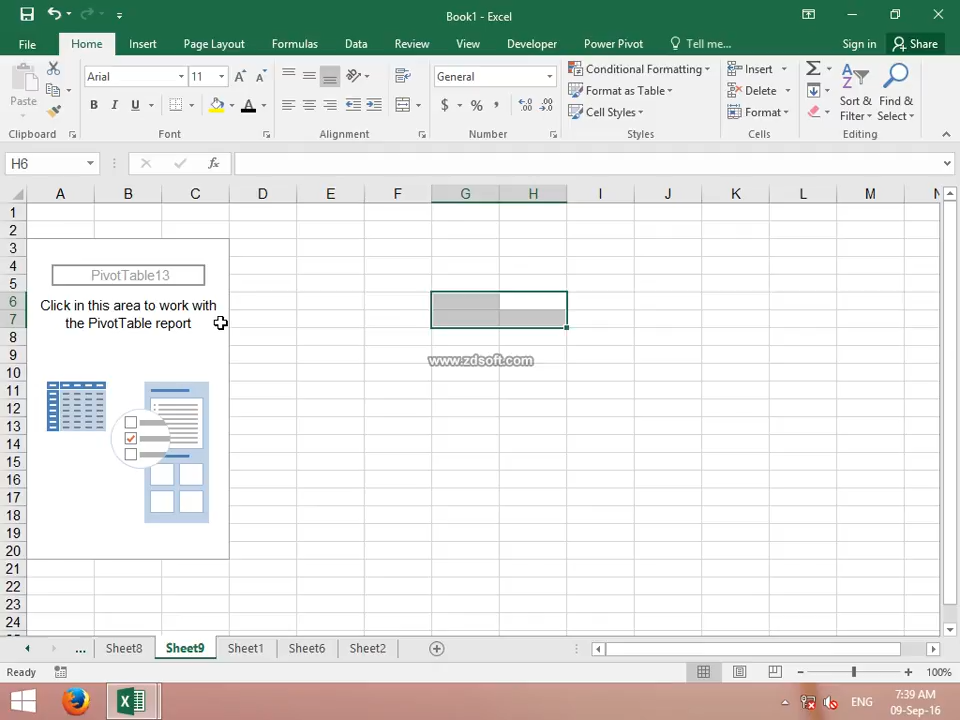 Book1 - Excel
File Home Insert Page Layout Formulas Data Review View Developer Power Pivot Tell me... Sign in Share
Arial 11 General Conditional Formatting Insert
Paste Format as Table Delete Sort & Find &
B I U A $ % , Cell Styles Format Filter Select
Clipboard Font Alignment Number Styles Cells Editing
H6 fx
A B C D E F G H I J K L M N
1
2
3
4 PivotTable13
5
6 Click in this area to work with
7 the PivotTable report
8
9 www.zdsoft.com
10
11
12
13
14
15
16
17
18
19
20
21
22
23
24
... Sheet8 Sheet9 Sheet1 Sheet6 Sheet2
Ready 100%
ENG 7:39 AM
09-Sep-16